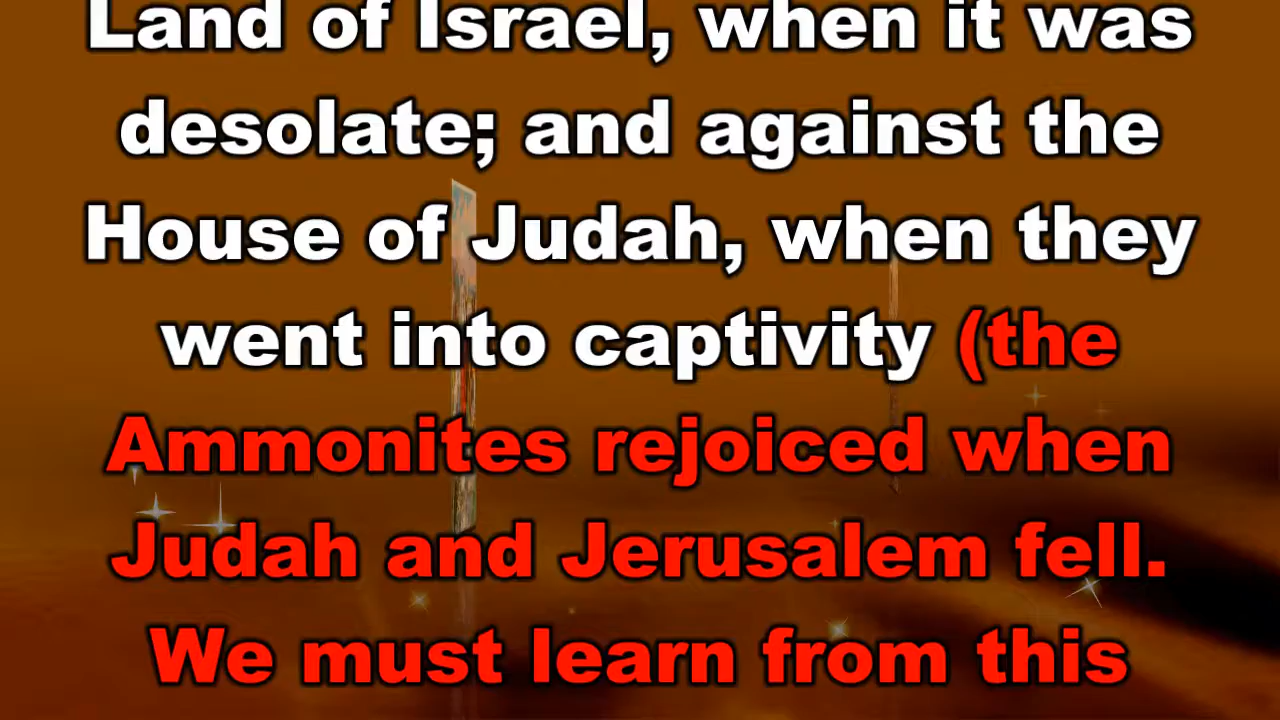 Land of Israel, when it was
desolate; and against the
House of Judah, when they
went into captivity (the
Ammonites rejoiced when
Judah and Jerusalem fell.
We must learn from this